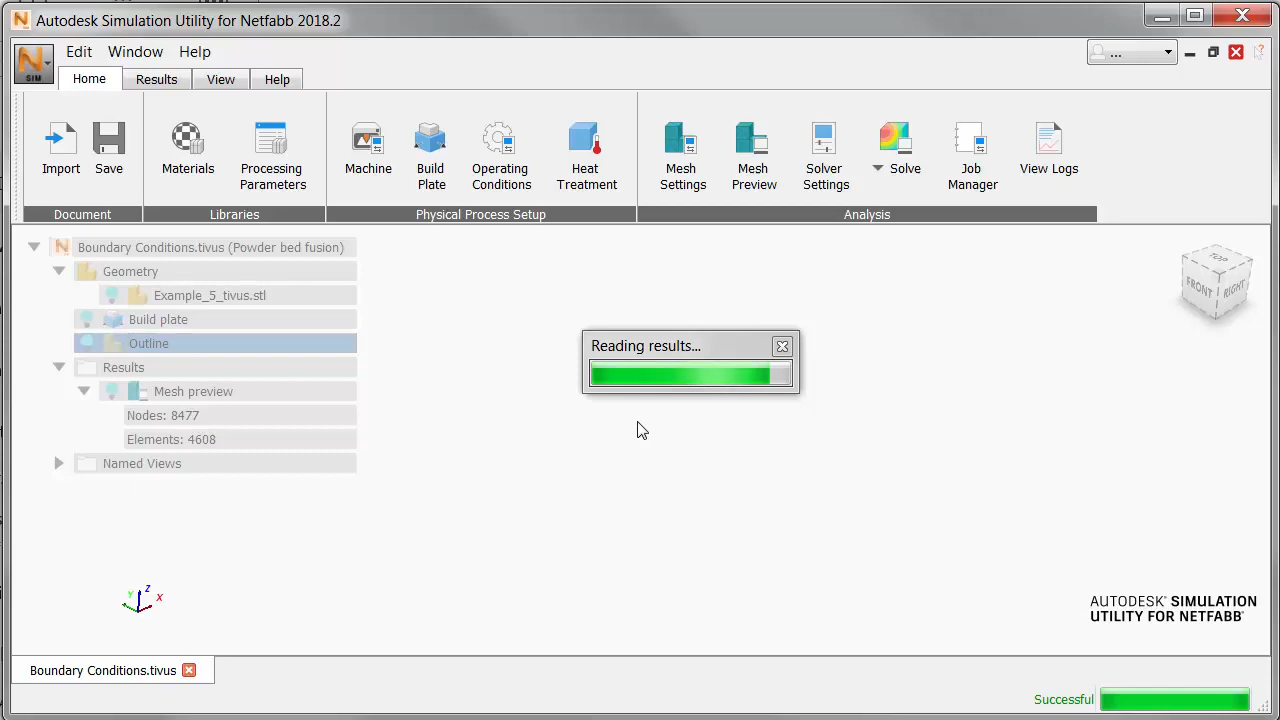 Autodesk Simulation Utility for Netfabb 2018.2
Edit Window Help
...
SIM
Home Results View Help
Import Save Materials Processing Parameters Machine Build Plate Operating Conditions Heat Treatment Mesh Settings Mesh Preview Solver Settings Solve Job Manager View Logs
Document Libraries Physical Process Setup Analysis
Boundary Conditions.tivus (Powder bed fusion)
Geometry
Example_5_tivus.stl
Build plate
Outline
Results
Mesh preview
Nodes: 8477
Elements: 4608
Named Views
Reading results...
TOP
FRONT RIGHT
Z
Y X
AUTODESK® SIMULATION
UTILITY FOR NETFABB®
Boundary Conditions.tivus
Successful